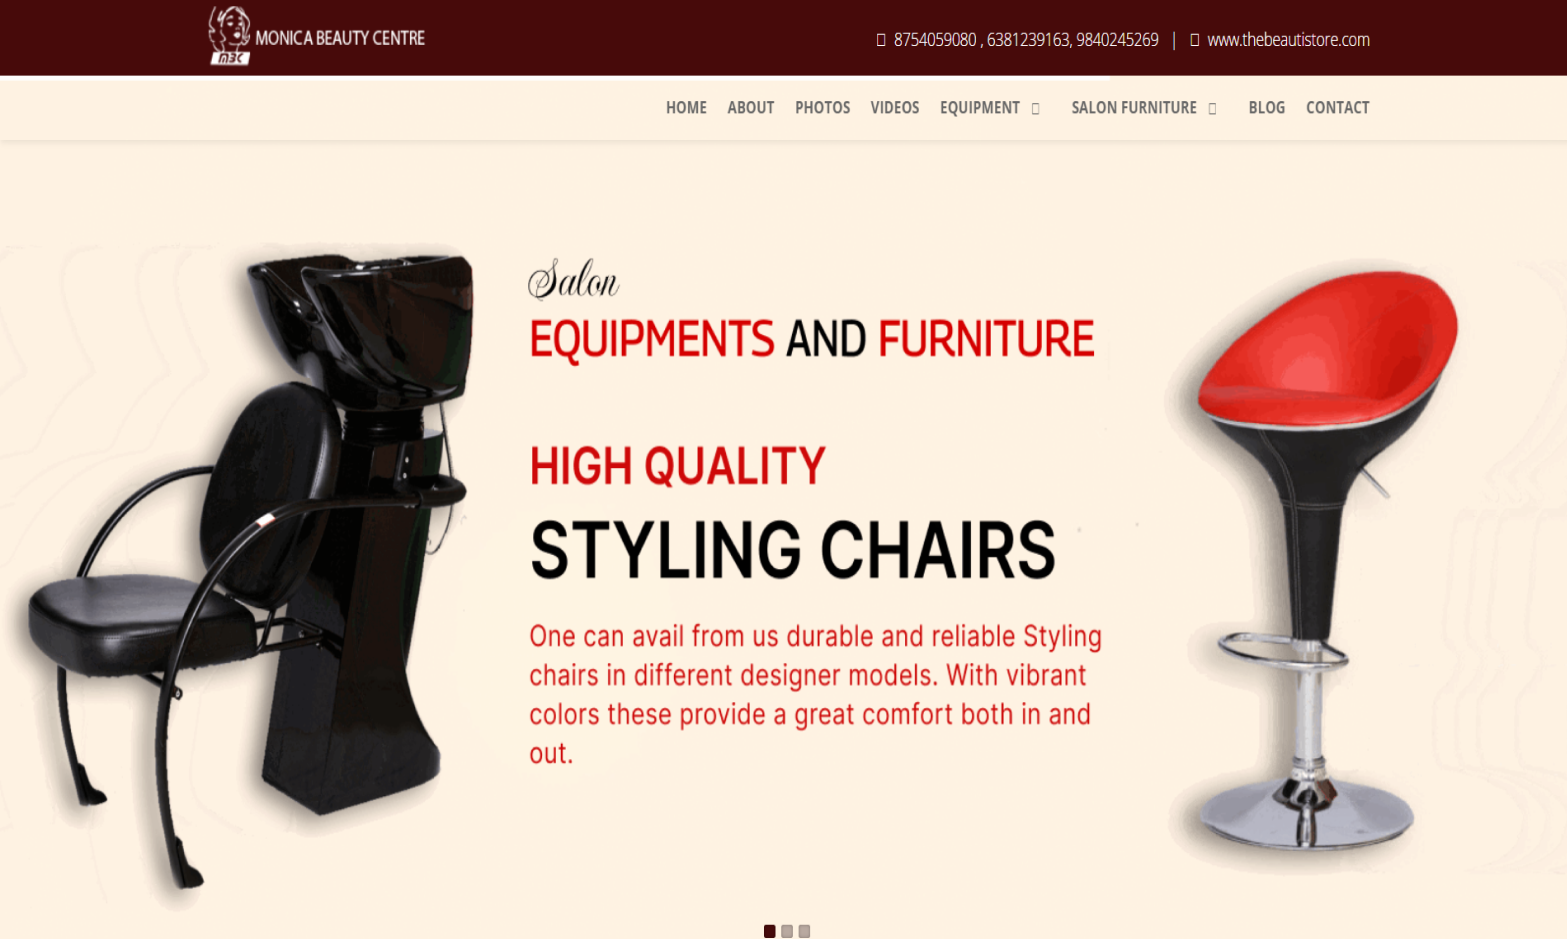 MONICA BEAUTY CENTRE
MBC
8754059080 , 6381239163, 9840245269 | www.thebeautistore.com
HOME ABOUT PHOTOS VIDEOS EQUIPMENT SALON FURNITURE BLOG CONTACT
Salon
EQUIPMENTS AND FURNITURE
HIGH QUALITY
STYLING CHAIRS
One can avail from us durable and reliable Styling
chairs in different designer models. With vibrant
colors these provide a great comfort both in and
out.